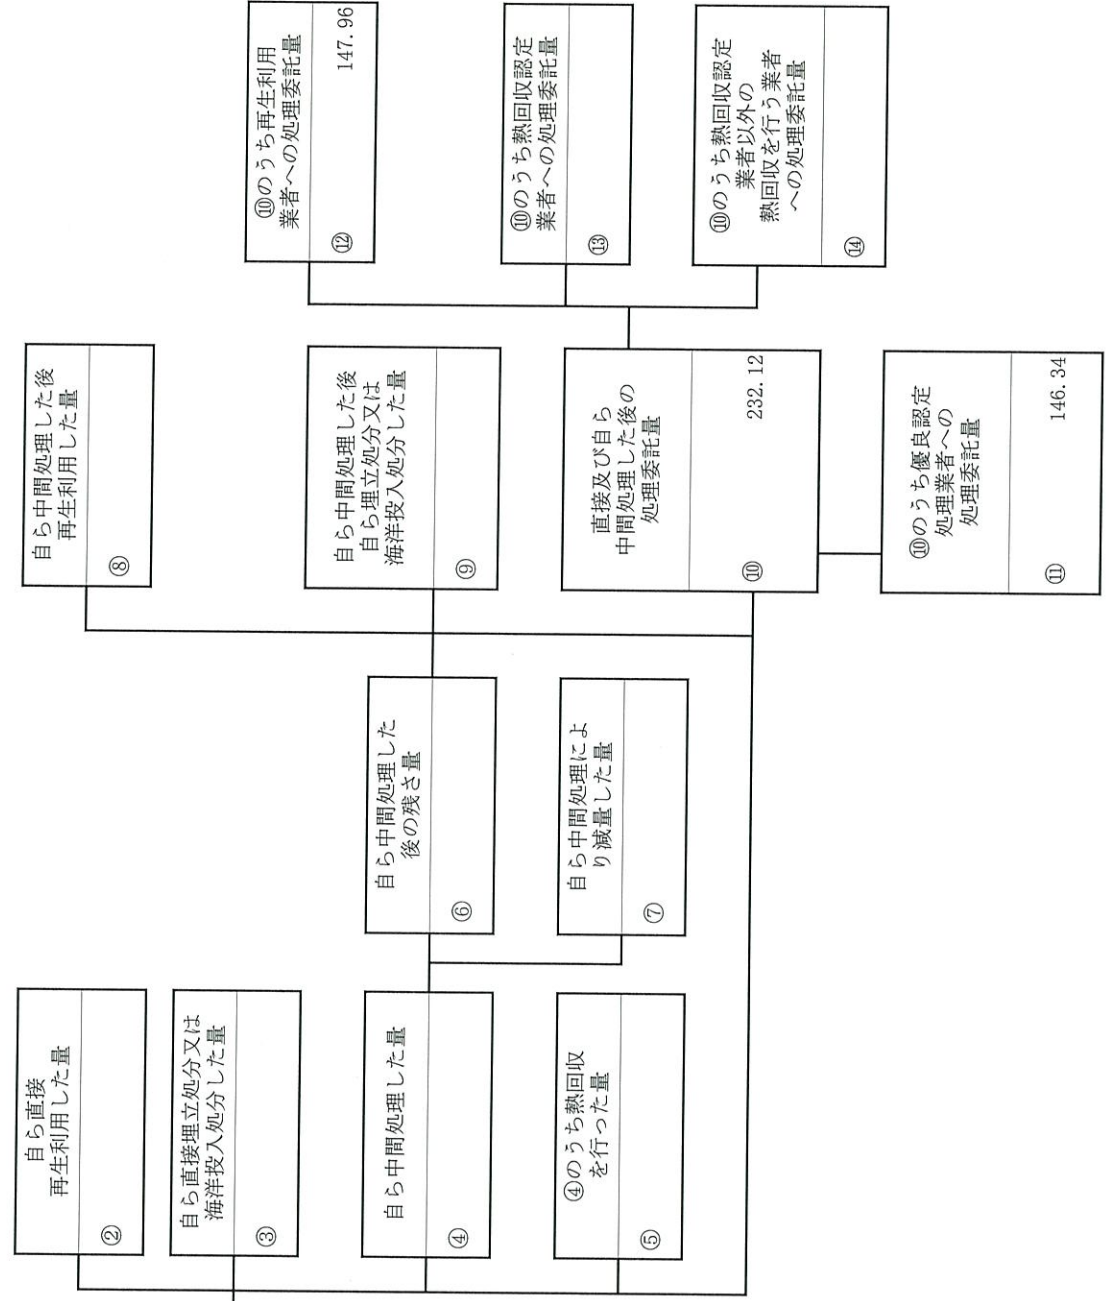 自ら直接
再生利用した量
②
自ら直接埋立処分又は
海洋投入処分した量
③
自ら中間処理した量
④
④のうち熱回収
を行った量
⑤
自ら中間処理した
後の残さ量
⑥
自ら中間処理によ
り減量した量
⑦
自ら中間処理した後
再生利用した量
⑧
自ら中間処理した後
自ら埋立処分又は
海洋投入処分した量
⑨
直接及び自ら
中間処理した後の
処理委託量
⑩ 232.12
⑩のうち優良認定
処理業者への
処理委託量
⑪ 146.34
⑩のうち再生利用
業者への処理委託量
⑫ 147.96
⑩のうち熱回収認定
業者への処理委託量
⑬
⑩のうち熱回収認定
業者以外の
熱回収を行う業者
への処理委託量
⑭